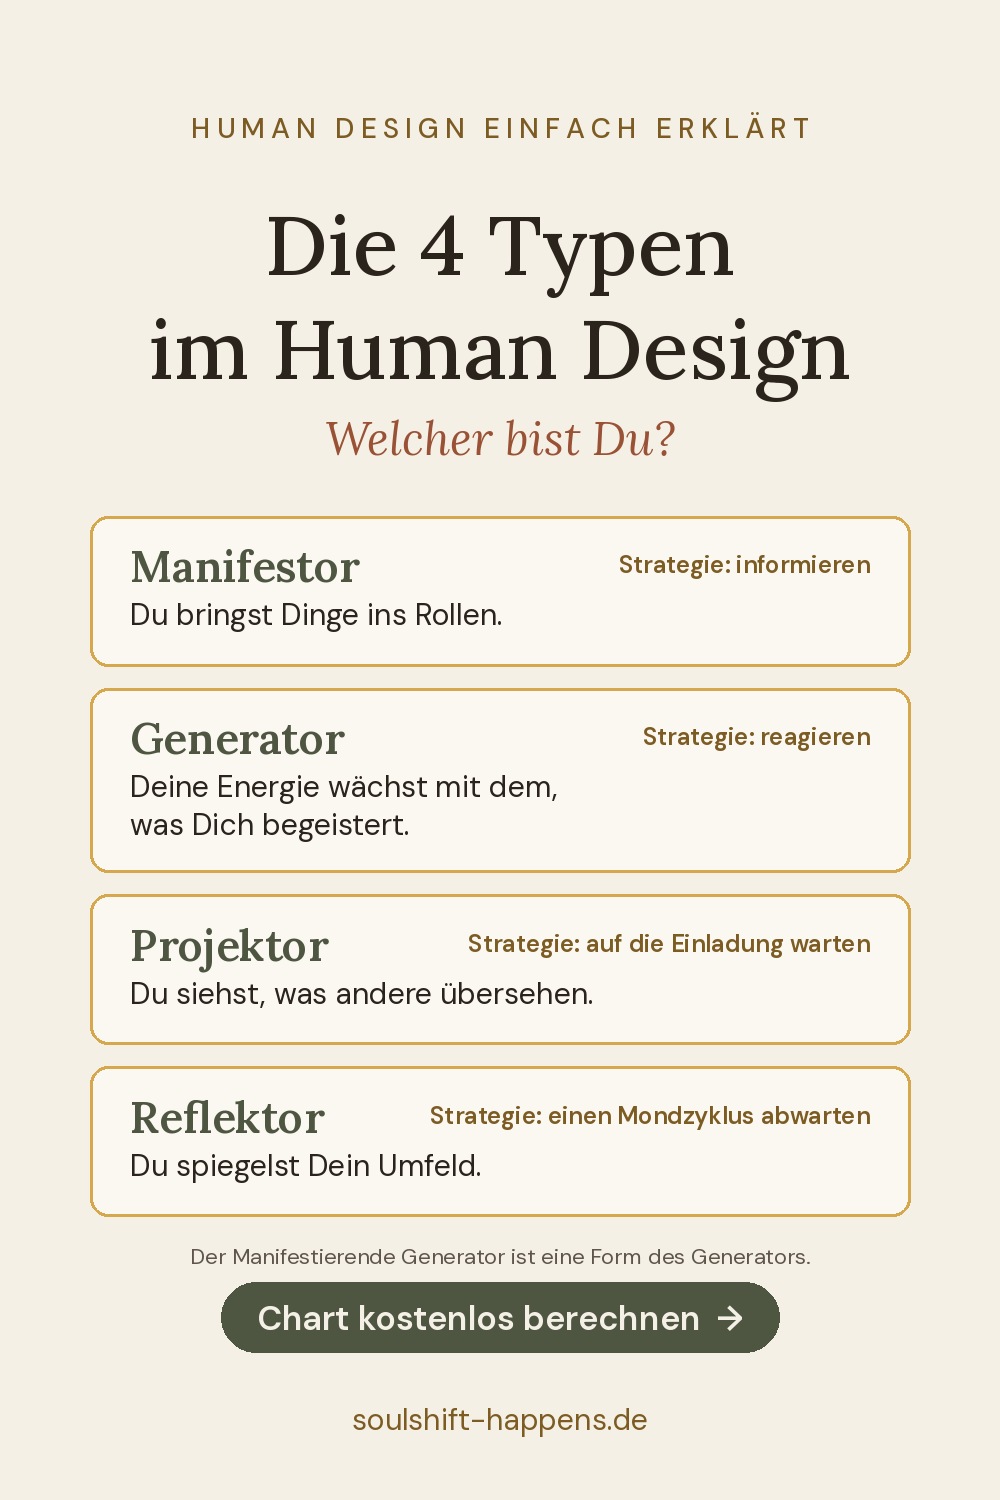 HUMAN DESIGN EINFACH ERKLÄRT
Die 4 Typen
im Human Design
Welcher bist Du?
Manifestor
Strategie: informieren
Du bringst Dinge ins Rollen.
Generator
Strategie: reagieren
Deine Energie wächst mit dem,
was Dich begeistert.
Projektor
Strategie: auf die Einladung warten
Du siehst, was andere übersehen.
Reflektor
Strategie: einen Mondzyklus abwarten
Du spiegelst Dein Umfeld.
Der Manifestierende Generator ist eine Form des Generators.
Chart kostenlos berechnen →
soulshift-happens.de